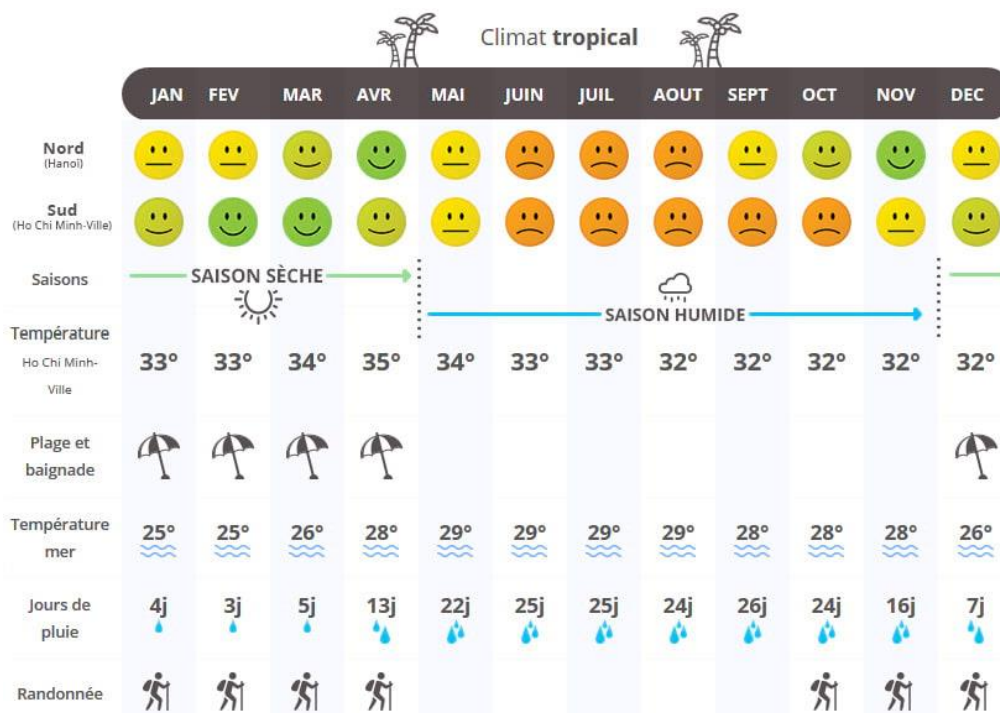 Climat tropical
JAN FEV MAR AVR MAI JUIN JUIL AOUT SEPT OCT NOV DEC
Nord
(Hanoï)
Sud
(Ho Chi Minh-Ville)
Saisons
SAISON SÈCHE
SAISON HUMIDE
Température
Ho Chi Minh-
Ville
33° 33° 34° 35° 34° 33° 33° 32° 32° 32° 32° 32°
Plage et
baignade
Température
mer
25° 25° 26° 28° 29° 29° 29° 29° 28° 28° 28° 26°
Jours de
pluie
4j 3j 5j 13j 22j 25j 25j 24j 26j 24j 16j 7j
Randonnée